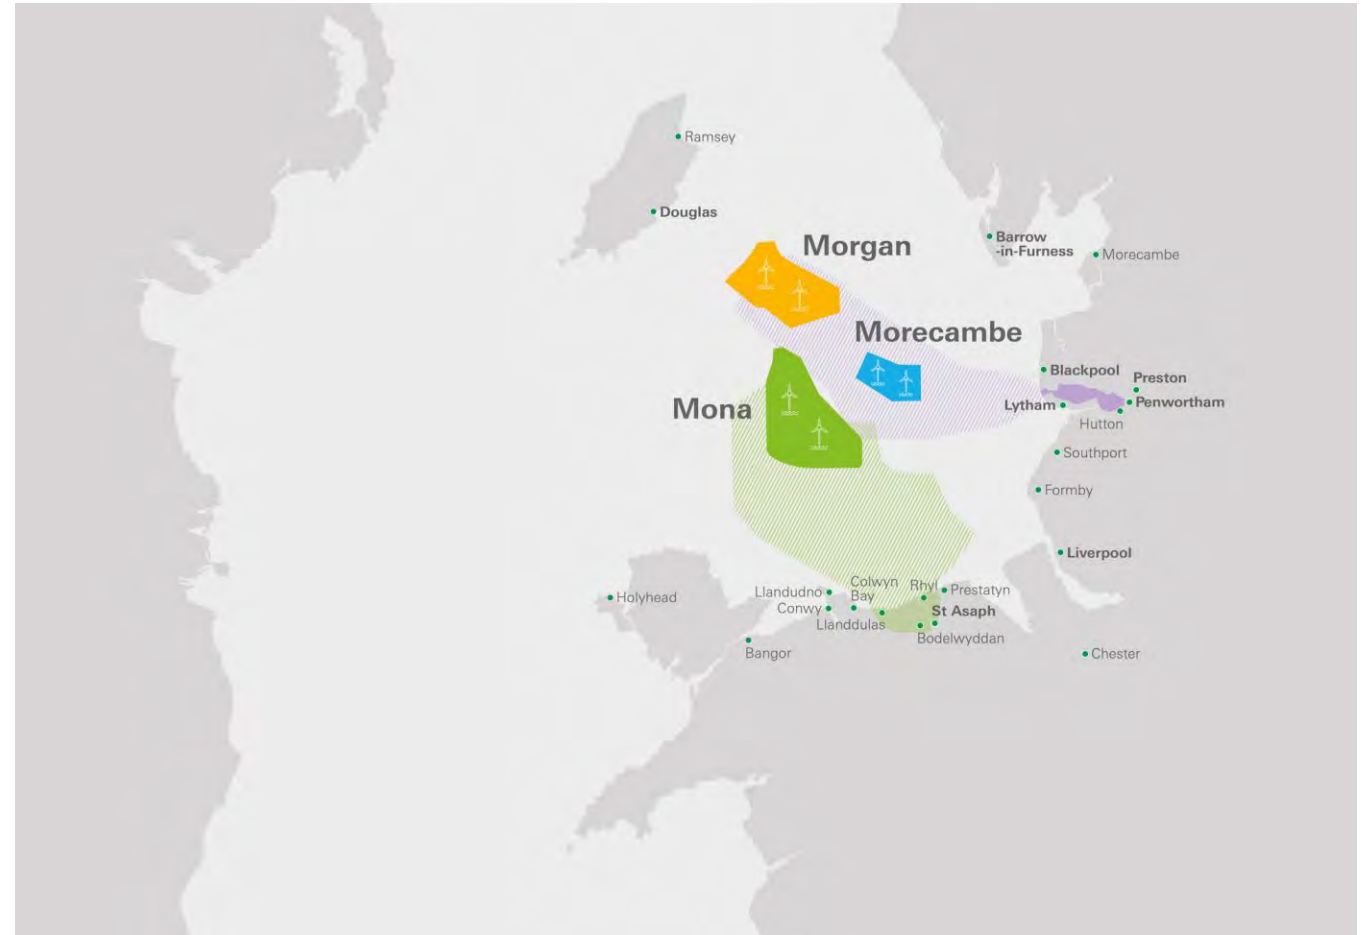 Ramsey
Douglas
Morgan
Barrow
-in-Furness
Morecambe
Morecambe
Blackpool
Preston
Lytham
Penwortham
Mona
Hutton
Southport
Formby
Liverpool
Holyhead
Llandudno
Colwyn
Bay
Rhyl
Prestatyn
Conwy
St Asaph
Llanddulas
Bodelwyddan
Bangor
Chester